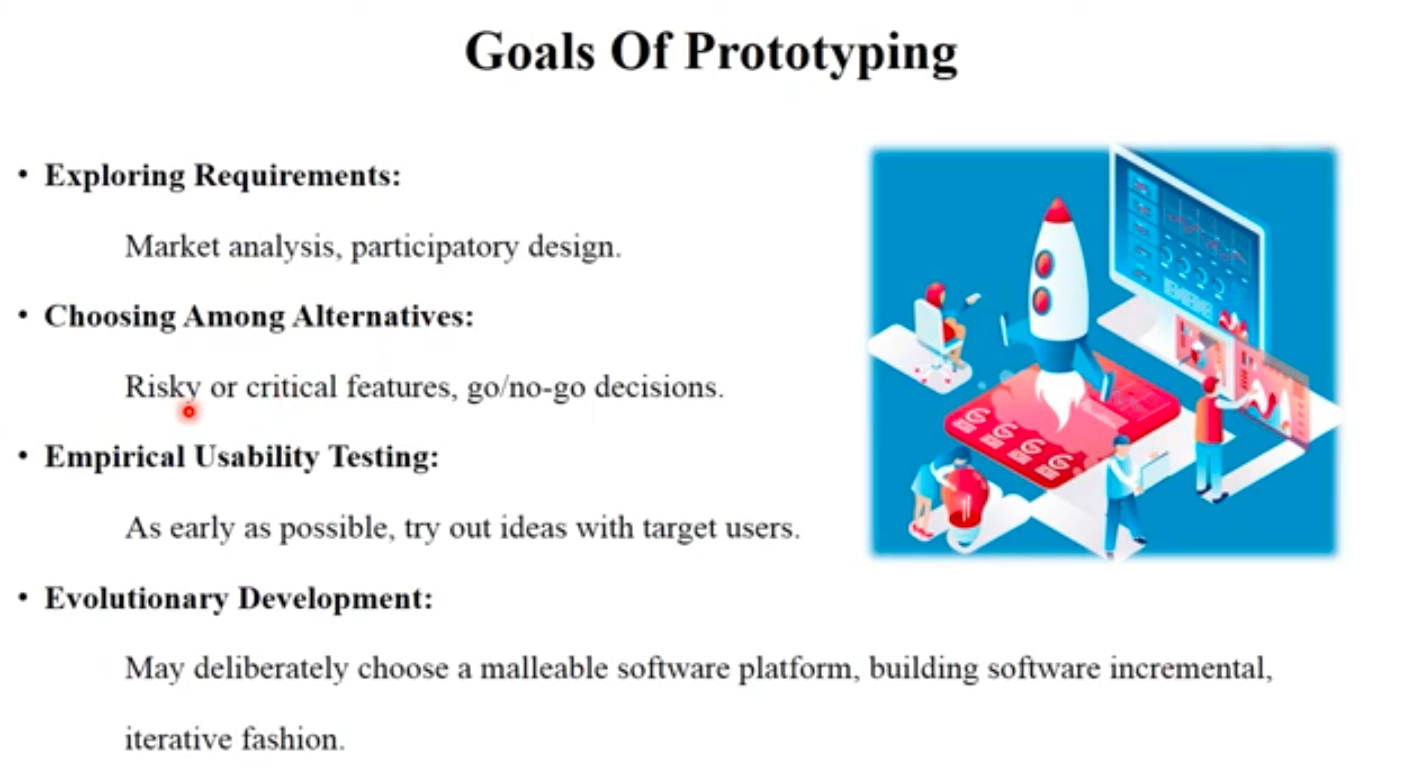 Goals Of Prototyping
• Exploring Requirements:
Market analysis, participatory design.
• Choosing Among Alternatives:
Risky or critical features, go/no-go decisions.
• Empirical Usability Testing:
As early as possible, try out ideas with target users.
• Evolutionary Development:
May deliberately choose a malleable software platform, building software incremental,
iterative fashion.